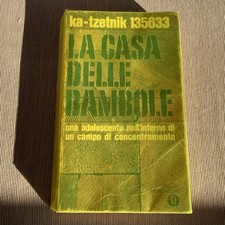 ka-tzetnik 135633
LA CASA
DELLE
BAMBOLE
una adolescente nell'inferno di
un campo di concentramento